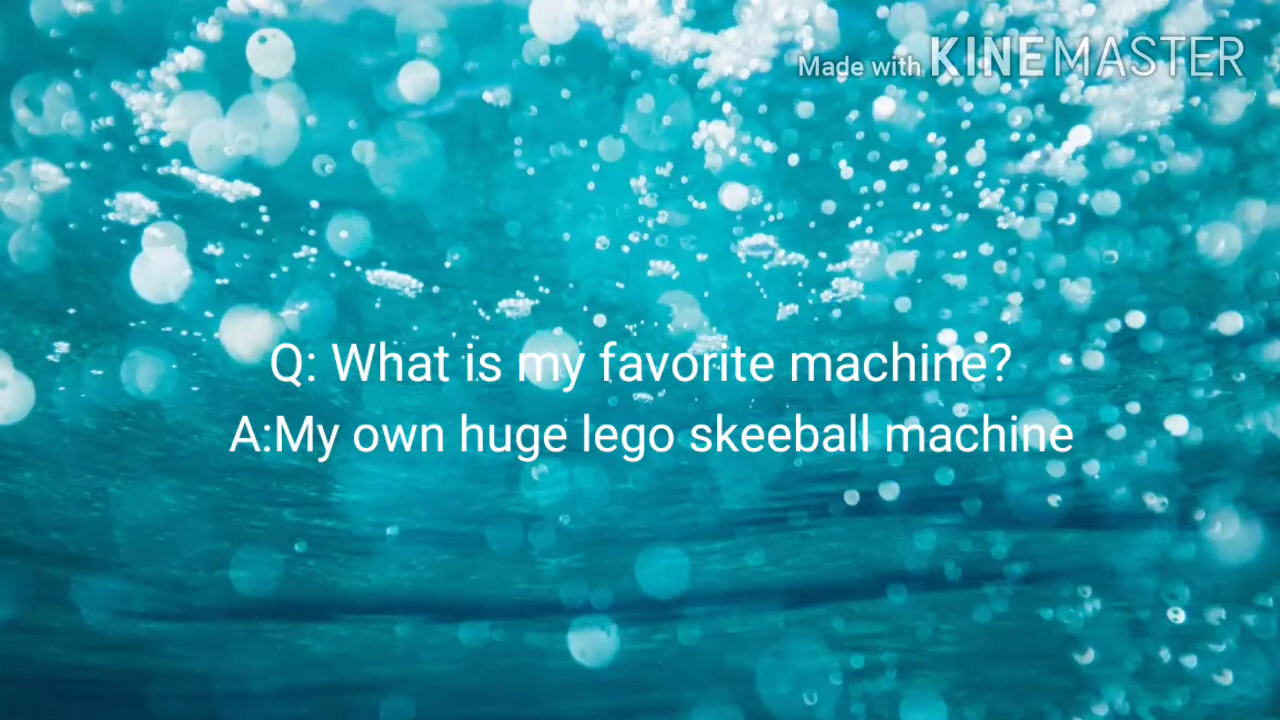 Made with KINEMASTER
Q: What is my favorite machine?
A:My own huge lego skeeball machine